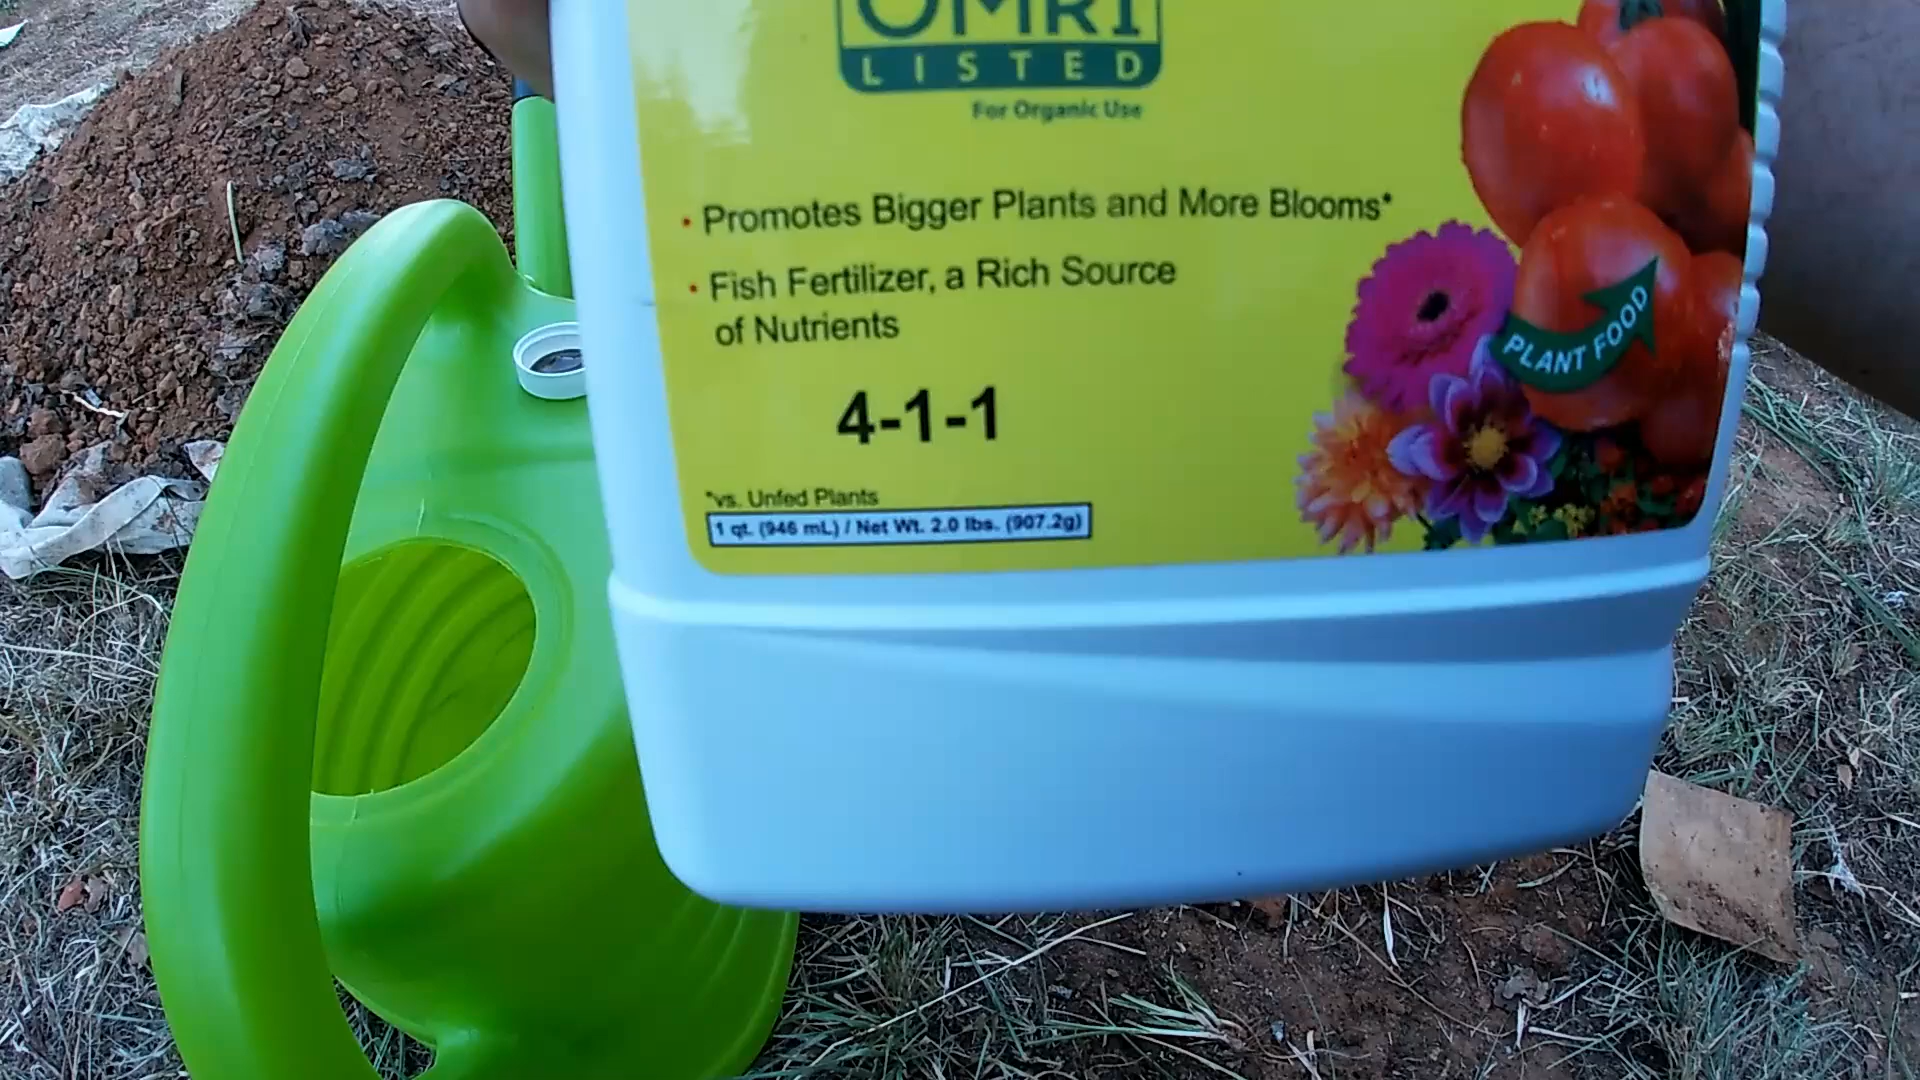 OMRI
LISTED
For Organic Use
• Promotes Bigger Plants and More Blooms*
• Fish Fertilizer, a Rich Source
of Nutrients
PLANT FOOD
4-1-1
*vs. Unfed Plants
1 qt. (946 mL) / Net Wt. 2.0 lbs. (907.2g)